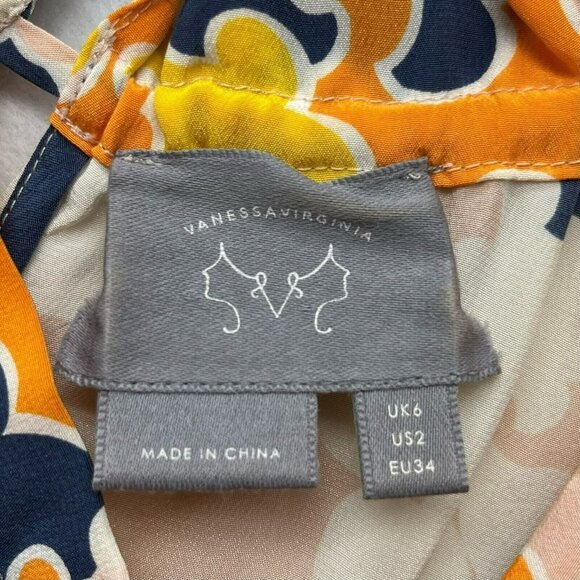 VANESSAVIRGINIA
MADE IN CHINA
UK6
US2
EU34